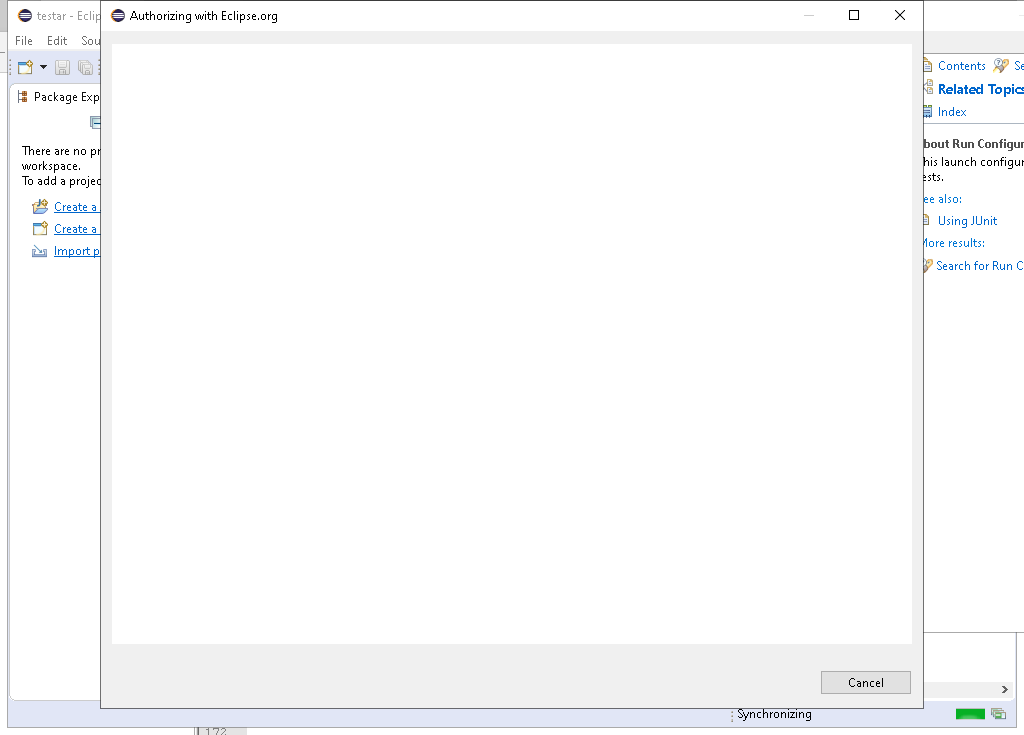 testar - Eclip
Authorizing with Eclipse.org
File Edit Sou
Package Exp
There are no pr
workspace.
To add a projec
Create a
Create a
Import p
Contents Se
Related Topics
Index
bout Run Configur
his launch configur
ests.
ee also:
Using JUnit
More results:
Search for Run C
Cancel
Synchronizing
172